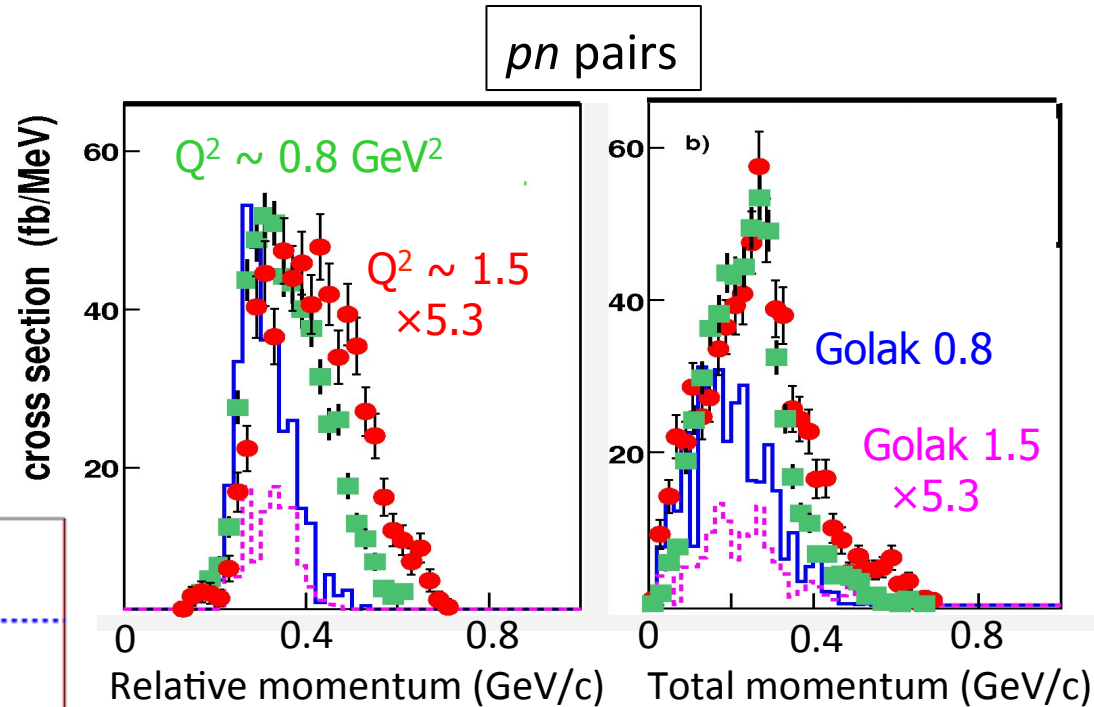 pn pairs
cross section (fb/MeV)
60
40
20
Q² ~ 0.8 GeV²
Q² ~ 1.5
×5.3
0
0.4
0.8
Relative momentum (GeV/c)
b)
60
40
20
Golak 0.8
Golak 1.5
×5.3
0
0.4
0.8
Total momentum (GeV/c)